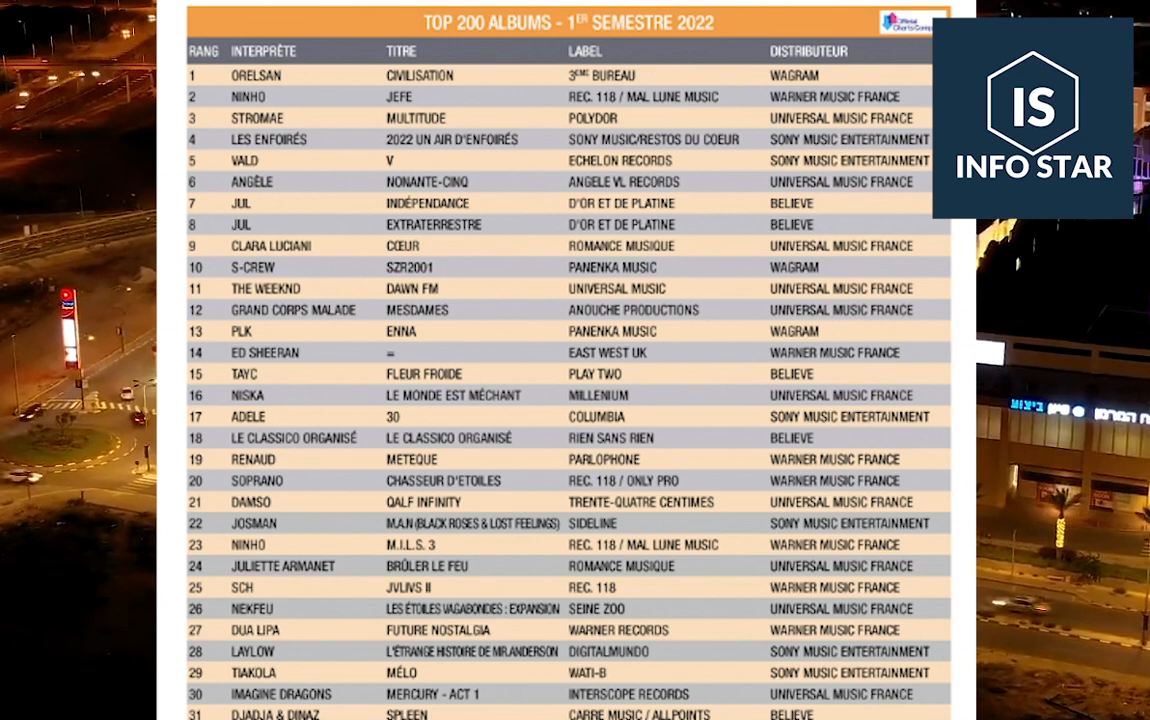 TOP 200 ALBUMS - 1ER SEMESTRE 2022
RANG INTERPRÈTE TITRE LABEL DISTRIBUTEUR
1 ORELSAN CIVILISATION 3ÈME BUREAU WAGRAM
2 NINHO JEFE REC. 118 / MAL LUNE MUSIC WARNER MUSIC FRANCE
3 STROMAE MULTITUDE POLYDOR UNIVERSAL MUSIC FRANCE
4 LES ENFOIRÉS 2022 UN AIR D'ENFOIRÉS SONY MUSIC/RESTOS DU COEUR SONY MUSIC ENTERTAINMENT
5 VALD V ECHELON RECORDS SONY MUSIC ENTERTAINMENT
6 ANGÈLE NONANTE-CINQ ANGELE VL RECORDS UNIVERSAL MUSIC FRANCE
7 JUL INDÉPENDANCE D'OR ET DE PLATINE BELIEVE
8 JUL EXTRATERRESTRE D'OR ET DE PLATINE BELIEVE
9 CLARA LUCIANI CŒUR ROMANCE MUSIQUE UNIVERSAL MUSIC FRANCE
10 S-CREW SZR2001 PANENKA MUSIC WAGRAM
11 THE WEEKND DAWN FM UNIVERSAL MUSIC UNIVERSAL MUSIC FRANCE
12 GRAND CORPS MALADE MESDAMES ANOUCHE PRODUCTIONS UNIVERSAL MUSIC FRANCE
13 PLK ENNA PANENKA MUSIC WAGRAM
14 ED SHEERAN = EAST WEST UK WARNER MUSIC FRANCE
15 TAYC FLEUR FROIDE PLAY TWO BELIEVE
16 NISKA LE MONDE EST MÉCHANT MILLENIUM UNIVERSAL MUSIC FRANCE
17 ADELE 30 COLUMBIA SONY MUSIC ENTERTAINMENT
18 LE CLASSICO ORGANISÉ LE CLASSICO ORGANISÉ RIEN SANS RIEN BELIEVE
19 RENAUD METEQUE PARLOPHONE WARNER MUSIC FRANCE
20 SOPRANO CHASSEUR D'ETOILES REC. 118 / ONLY PRO WARNER MUSIC FRANCE
21 DAMSO QALF INFINITY TRENTE-QUATRE CENTIMES UNIVERSAL MUSIC FRANCE
22 JOSMAN M.A.N (BLACK ROSES & LOST FEELINGS) SIDELINE SONY MUSIC ENTERTAINMENT
23 NINHO M.I.L.S. 3 REC. 118 / MAL LUNE MUSIC WARNER MUSIC FRANCE
24 JULIETTE ARMANET BRÛLER LE FEU ROMANCE MUSIQUE UNIVERSAL MUSIC FRANCE
25 SCH JVLIVS II REC. 118 WARNER MUSIC FRANCE
26 NEKFEU LES ÉTOILES VAGABONDES : EXPANSION SEINE ZOO UNIVERSAL MUSIC FRANCE
27 DUA LIPA FUTURE NOSTALGIA WARNER RECORDS WARNER MUSIC FRANCE
28 LAYLOW L'ÉTRANGE HISTOIRE DE MR.ANDERSON DIGITALMUNDO SONY MUSIC ENTERTAINMENT
29 TIAKOLA MÉLO WATI-B SONY MUSIC ENTERTAINMENT
30 IMAGINE DRAGONS MERCURY - ACT 1 INTERSCOPE RECORDS UNIVERSAL MUSIC FRANCE
31 DJADJA & DINAZ SPLEEN CARRE MUSIC / ALLPOINTS BELIEVE
Official
Charts
IS
INFO STAR